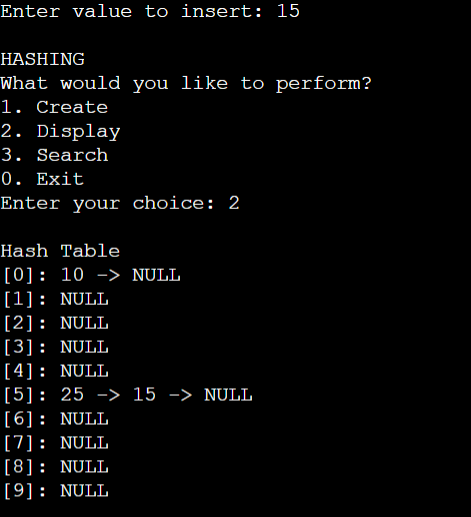 Enter value to insert: 15
HASHING
What would you like to perform?
1. Create
2. Display
3. Search
0. Exit
Enter your choice: 2
Hash Table
[0]: 10 -> NULL
[1]: NULL
[2]: NULL
[3]: NULL
[4]: NULL
[5]: 25 -> 15 -> NULL
[6]: NULL
[7]: NULL
[8]: NULL
[9]: NULL